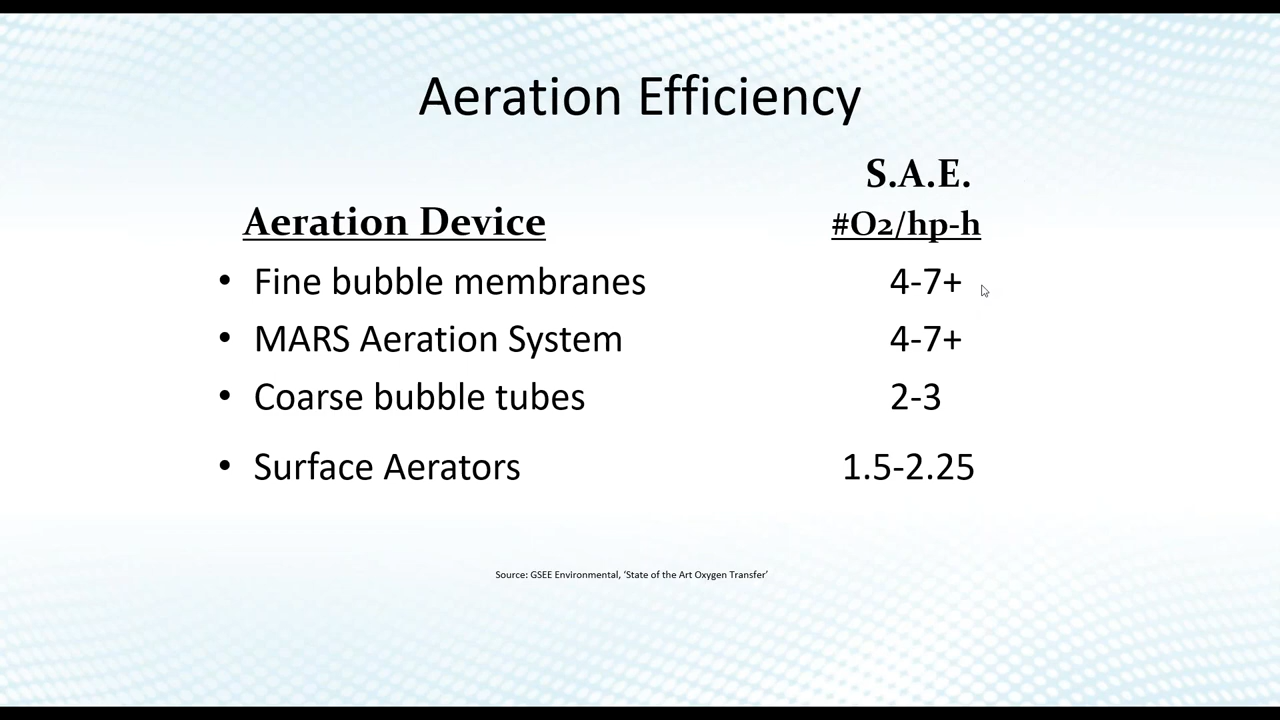 Aeration Efficiency
S.A.E.
Aeration Device #O2/hp-h
• Fine bubble membranes 4-7+
• MARS Aeration System 4-7+
• Coarse bubble tubes 2-3
• Surface Aerators 1.5-2.25
Source: GSEE Environmental, ‘State of the Art Oxygen Transfer’